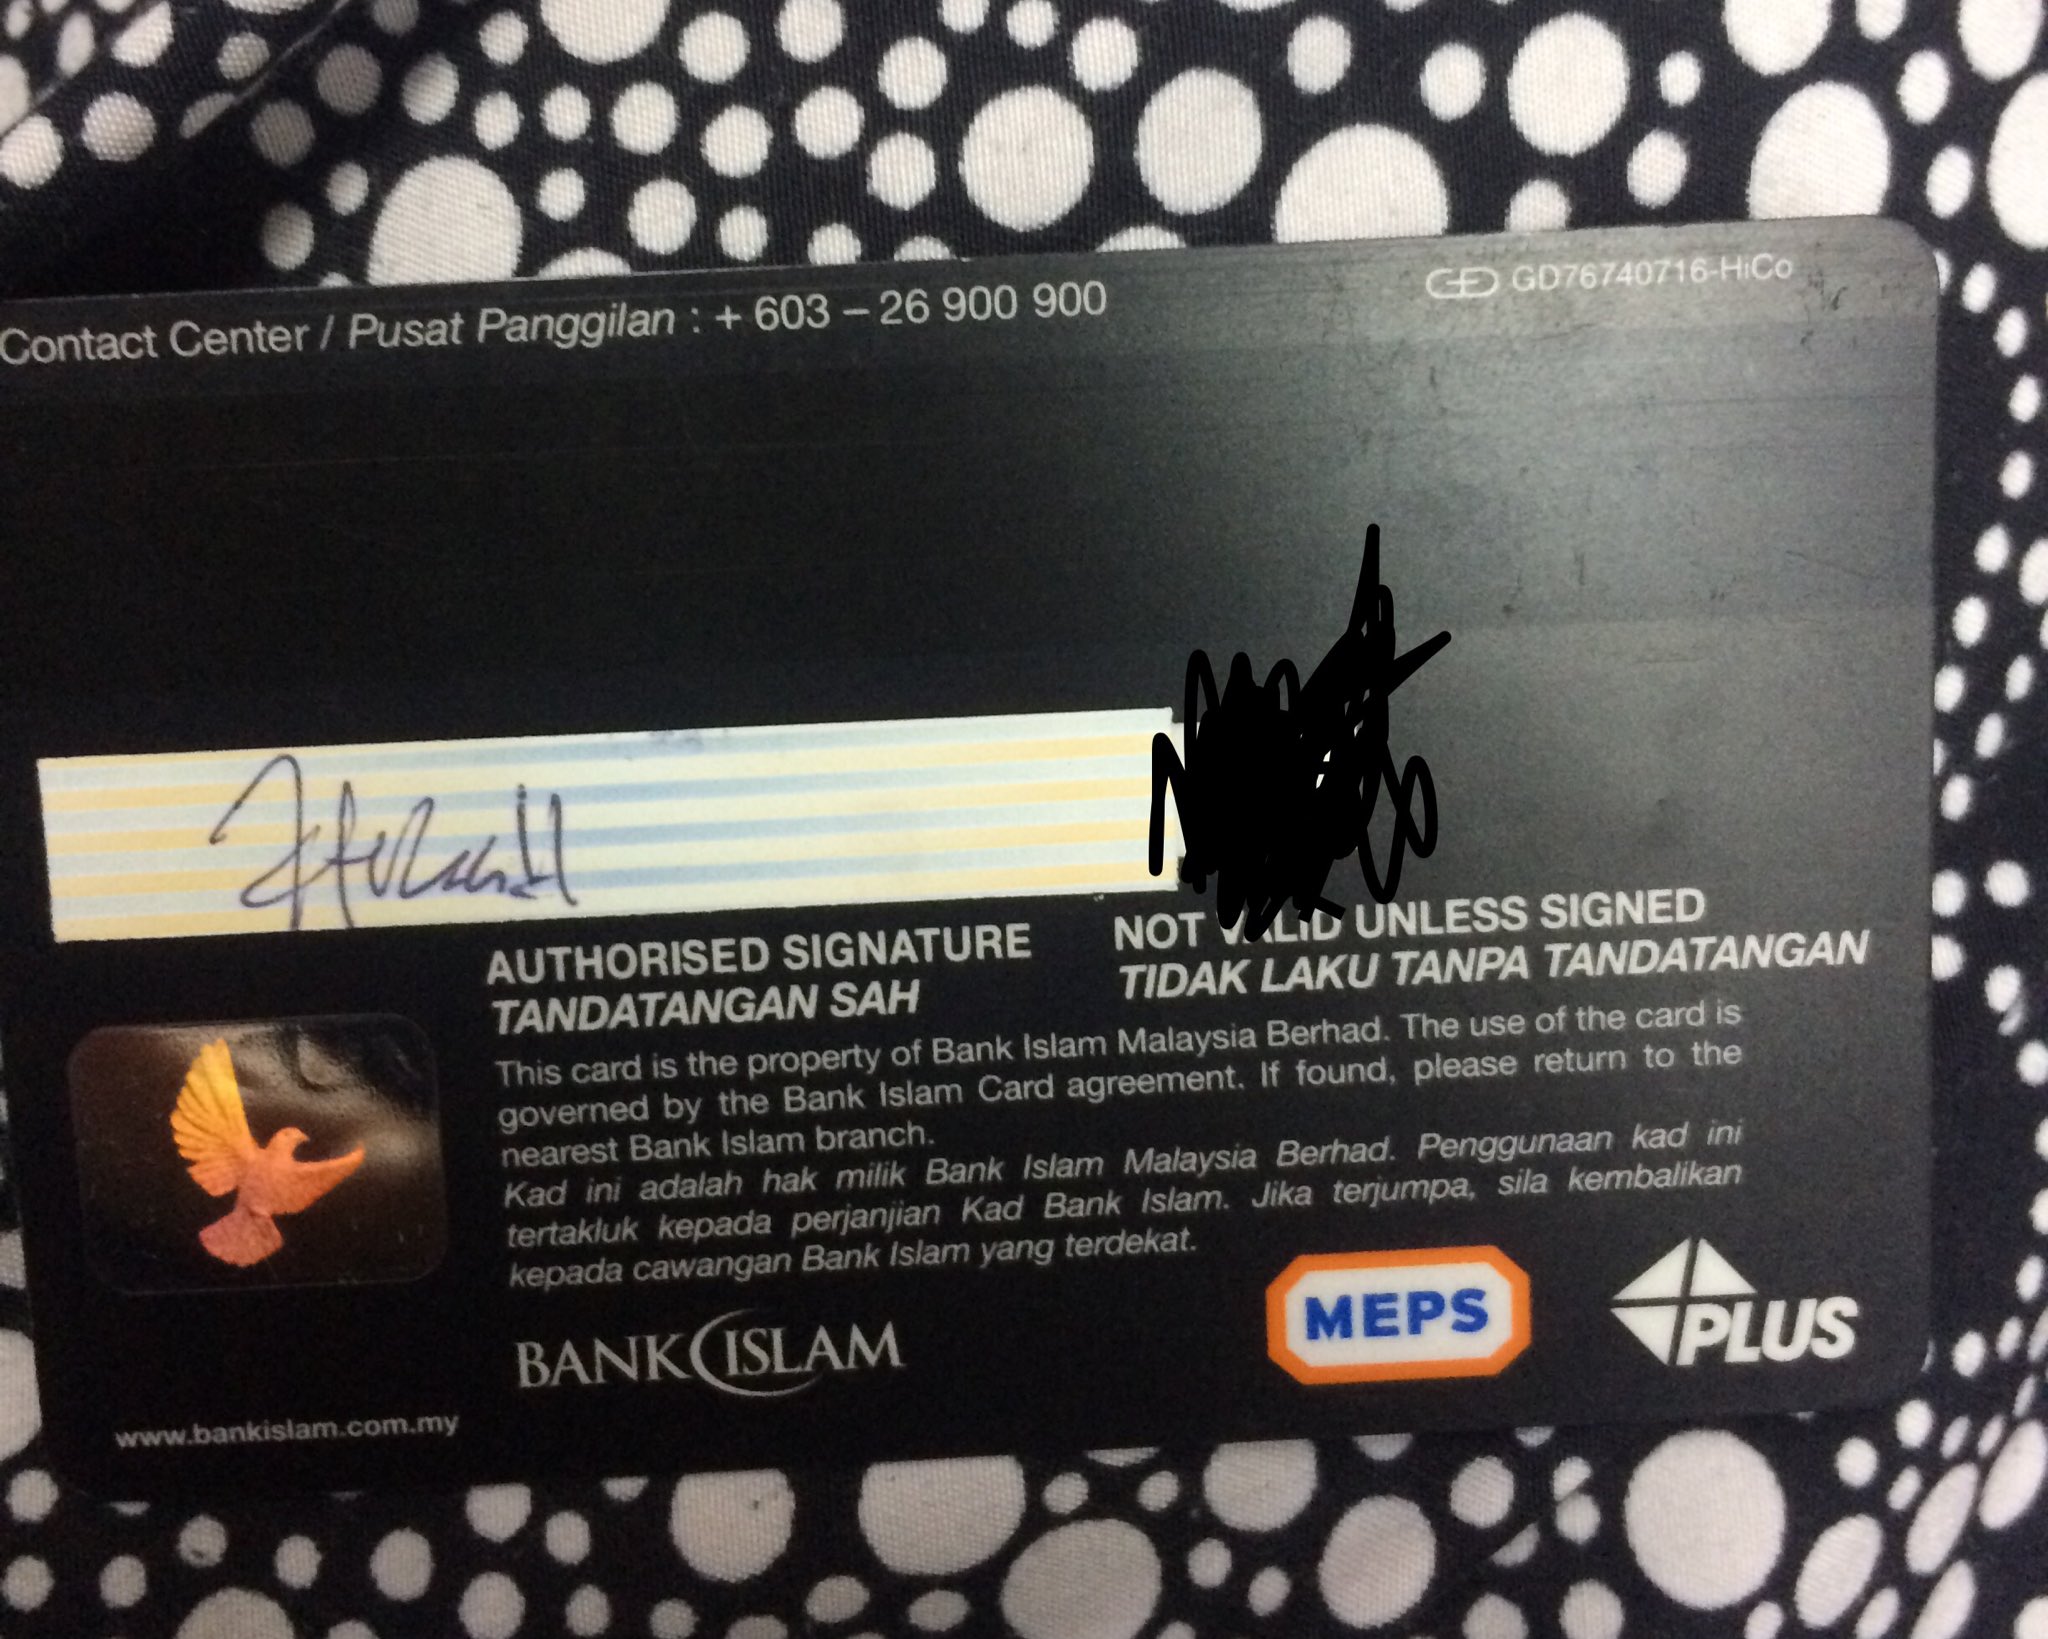 Contact Center / Pusat Panggilan : + 603 – 26 900 900
GD76740716-HiCo
AUTHORISED SIGNATURE
TANDATANGAN SAH
NOT VALID UNLESS SIGNED
TIDAK LAKU TANPA TANDATANGAN
This card is the property of Bank Islam Malaysia Berhad. The use of the card is
governed by the Bank Islam Card agreement. If found, please return to the
nearest Bank Islam branch.
Kad ini adalah hak milik Bank Islam Malaysia Berhad. Penggunaan kad ini
tertakluk kepada perjanjian Kad Bank Islam. Jika terjumpa, sila kembalikan
kepada cawangan Bank Islam yang terdekat.
BANK ISLAM
MEPS
PLUS
www.bankislam.com.my